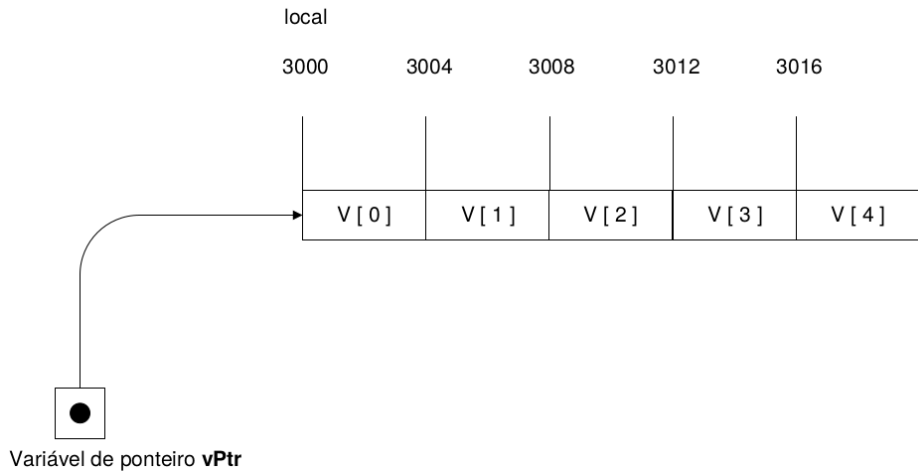 local
3000 3004 3008 3012 3016
V [ 0 ] V [ 1 ] V [ 2 ] V [ 3 ] V [ 4 ]
Variável de ponteiro vPtr